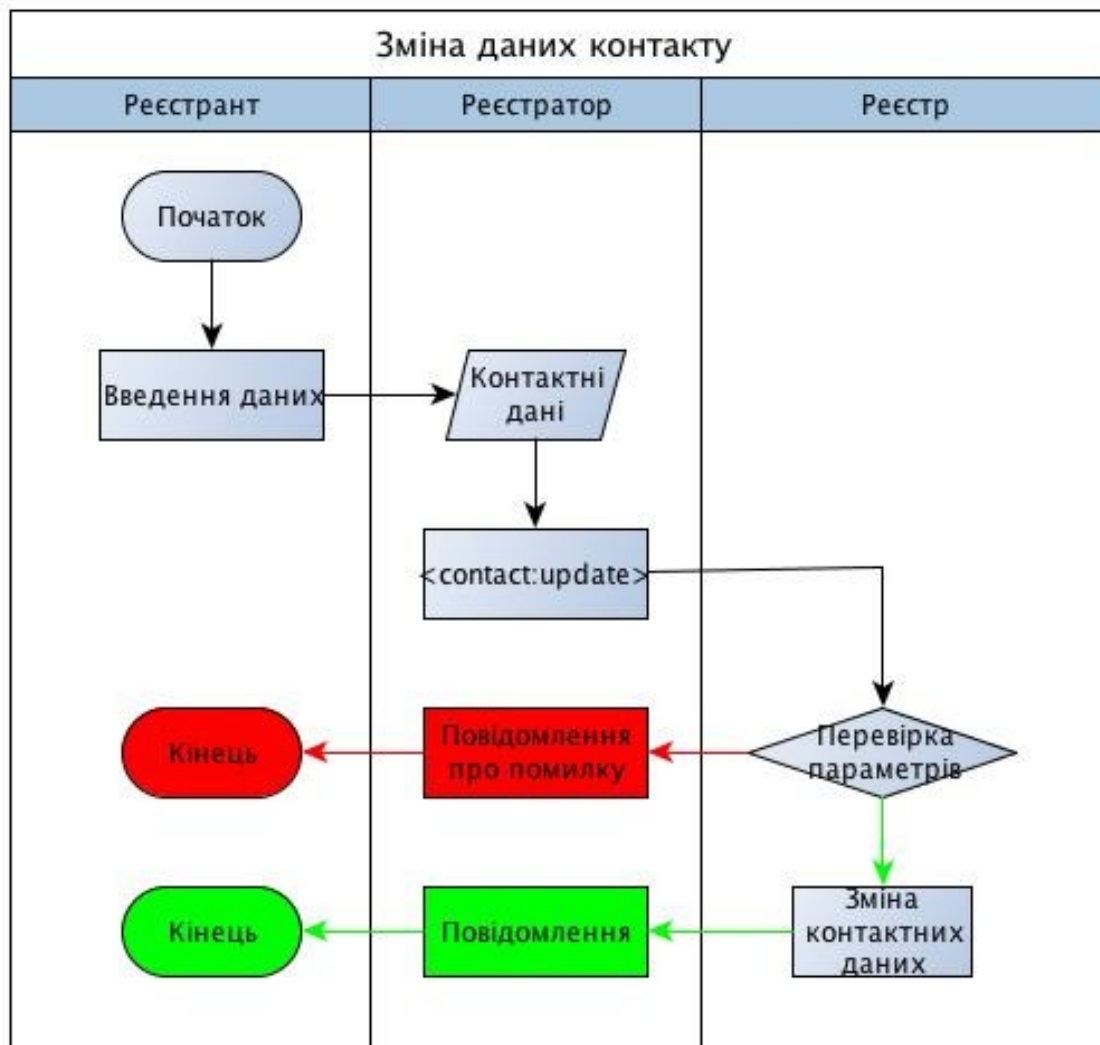 Зміна даних контакту
Реєстрант
Реєстратор
Реєстр
Початок
Введення даних
Контактні
дані
<contact:update>
Кінець
Повідомлення
про помилку
Перевірка
параметрів
Кінець
Повідомлення
Зміна
контактних
даних